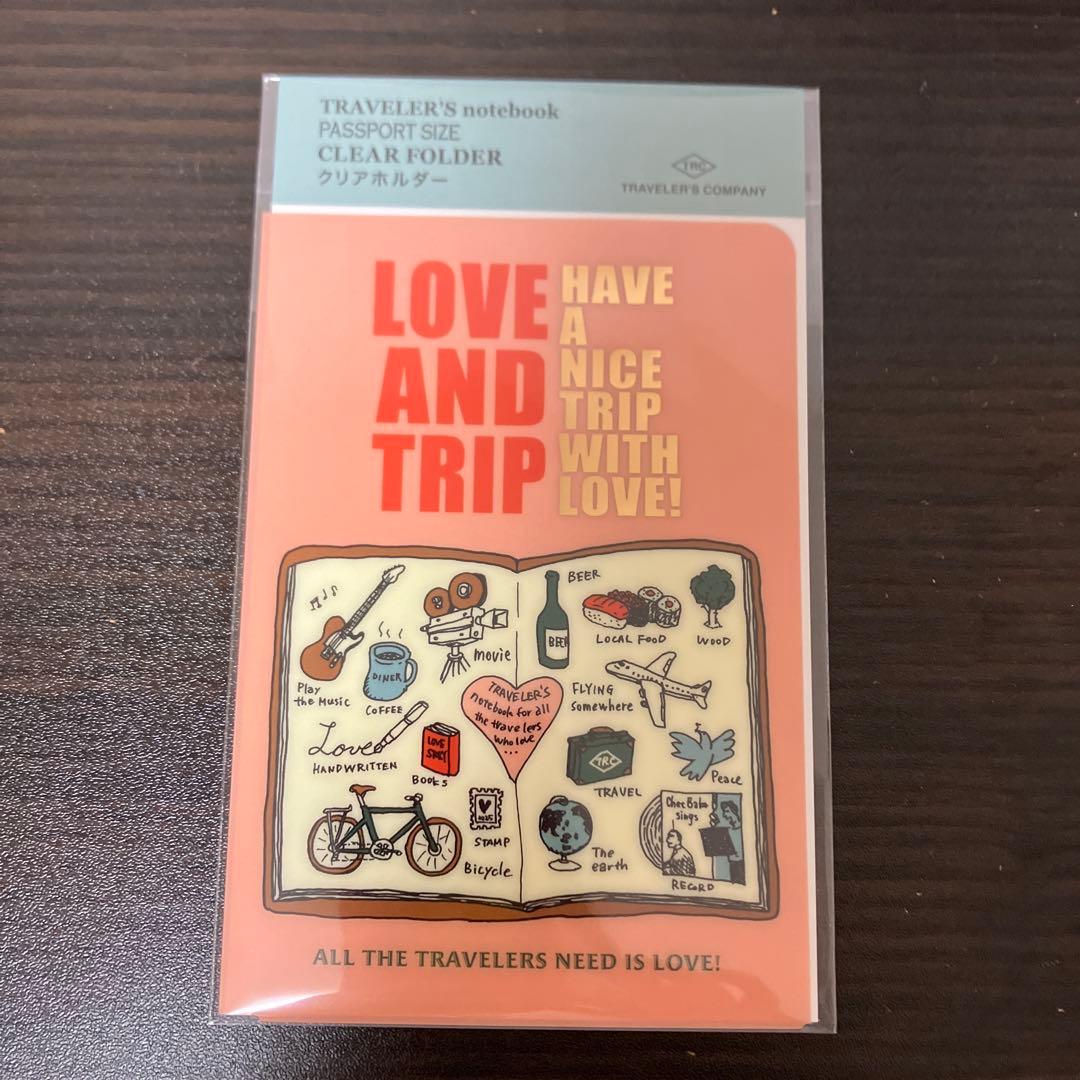 TRAVELER'S notebook
PASSPORT SIZE
CLEAR FOLDER
クリアホルダー
TRC
TRAVELER'S COMPANY
LOVE
AND
TRIP
HAVE
A
NICE
TRIP
WITH
LOVE!
Play
the Music
DINER
COFFEE
movie
BEER
BEER
LOCAL FOOD
WOOD
Love
HANDWRITTEN
LOVE
BOOKS
TRAVELER'S
notebook for all
the travelers
who love
...
FLYING
Somewhere
TRC
TRAVEL
Peace
STAMP
Bicycle
The
earth
Chet Baker
sings
RECORD
ALL THE TRAVELERS NEED IS LOVE!